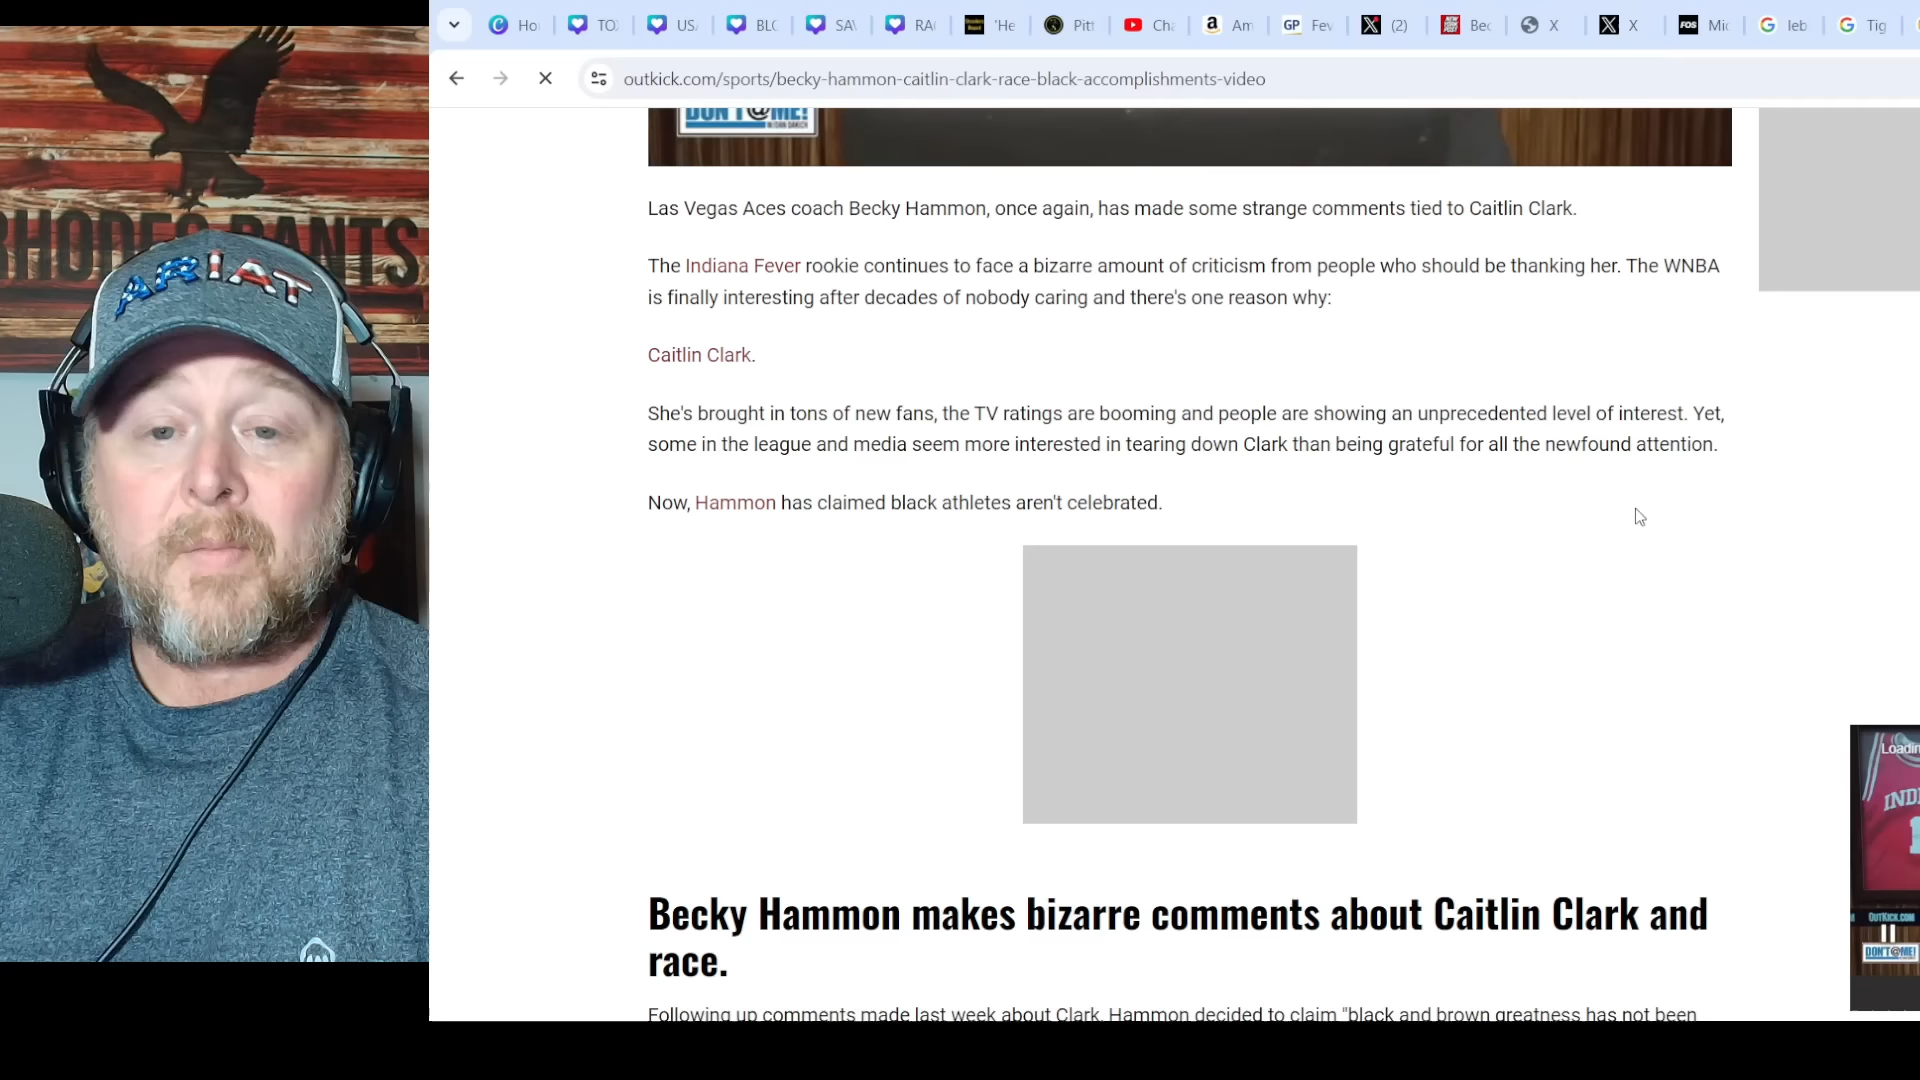 Ho
TO
US
BLC
SA
RA
'He
Pitt
Cha
Am
GP Fev
(2)
Bec
X
X
FOS Mic
leb
Tig
outkick.com/sports/becky-hammon-caitlin-clark-race-black-accomplishments-video
RHODES RANTS
ARIAT
DON'T @ME!
Las Vegas Aces coach Becky Hammon, once again, has made some strange comments tied to Caitlin Clark.
The Indiana Fever rookie continues to face a bizarre amount of criticism from people who should be thanking her. The WNBA
is finally interesting after decades of nobody caring and there's one reason why:
Caitlin Clark.
She's brought in tons of new fans, the TV ratings are booming and people are showing an unprecedented level of interest. Yet,
some in the league and media seem more interested in tearing down Clark than being grateful for all the newfound attention.
Now, Hammon has claimed black athletes aren't celebrated.
Loadin
INDI
OUTKICK.COM
DON'T @ME!
Becky Hammon makes bizarre comments about Caitlin Clark and
race.
Following up comments made last week about Clark, Hammon decided to claim "black and brown greatness has not been